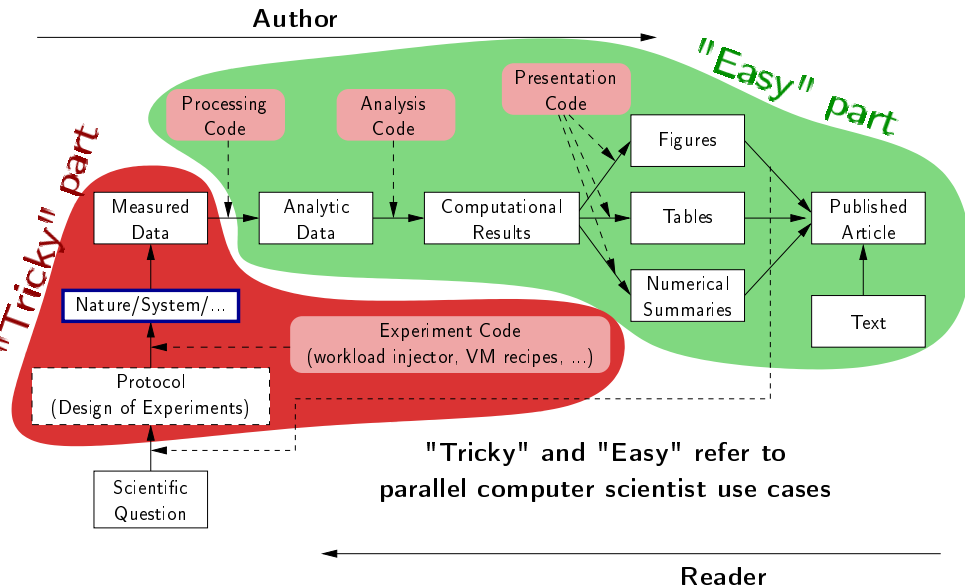 Author
"Easy" part
"Tricky" part
Processing
Code
Analysis
Code
Presentation
Code
Figures
Measured
Data
Analytic
Data
Computational
Results
Tables
Published
Article
Nature/System/...
Numerical
Summaries
Text
Experiment Code
(workload injector, VM recipes, ...)
Protocol
(Design of Experiments)
"Tricky" and "Easy" refer to
parallel computer scientist use cases
Scientific
Question
Reader